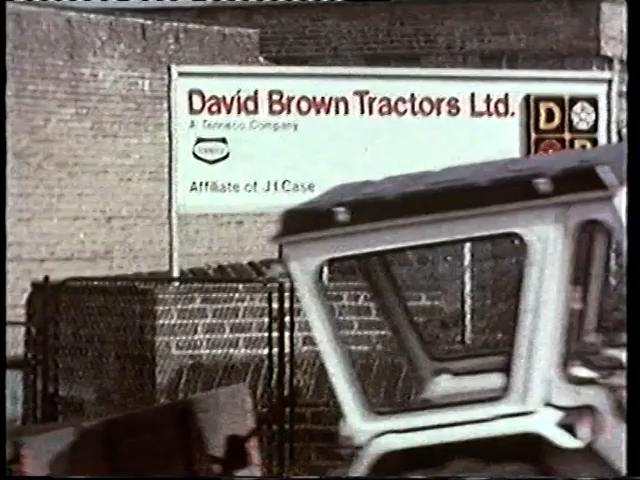 David Brown Tractors Ltd.
A Tenneco Company
Affiliate of J I Case
D